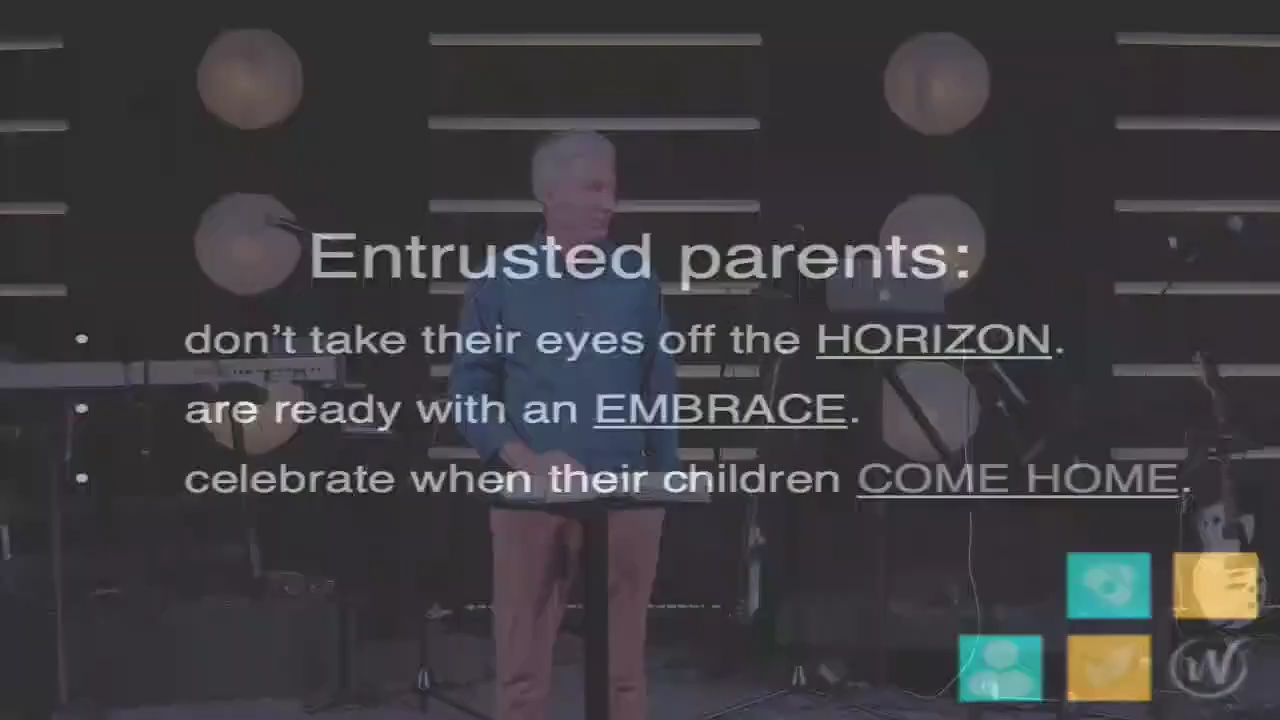 Entrusted parents:
• don’t take their eyes off the HORIZON.
• are ready with an EMBRACE.
• celebrate when their children COME HOME.
W